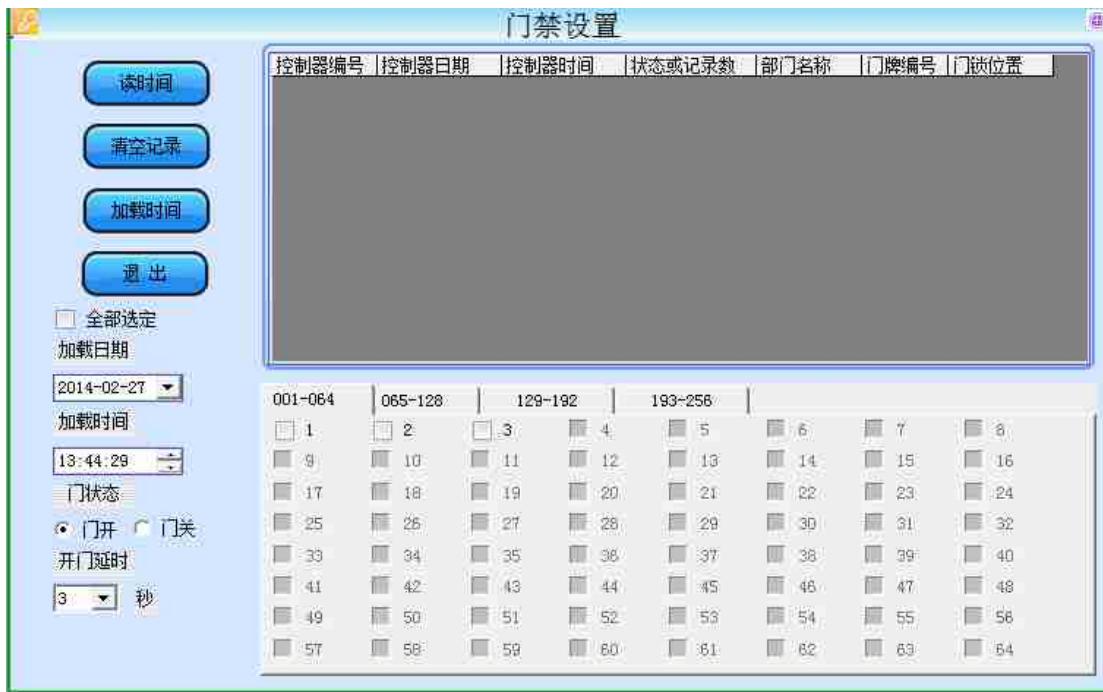 门禁设置
读时间
清空记录
加载时间
退 出
全部选定
加载日期
2014-02-27
加载时间
13:44:29
门状态
门开 门关
开门延时
3 秒
控制器编号 控制器日期 控制器时间 状态或记录数 部门名称 门牌编号 门锁位置
001-064 065-128 129-192 193-256
1 2 3 4 5 6 7 8
9 10 11 12 13 14 15 16
17 18 19 20 21 22 23 24
25 26 27 28 29 30 31 32
33 34 35 36 37 38 39 40
41 42 43 44 45 46 47 48
49 50 51 52 53 54 55 56
57 58 59 60 61 62 63 64